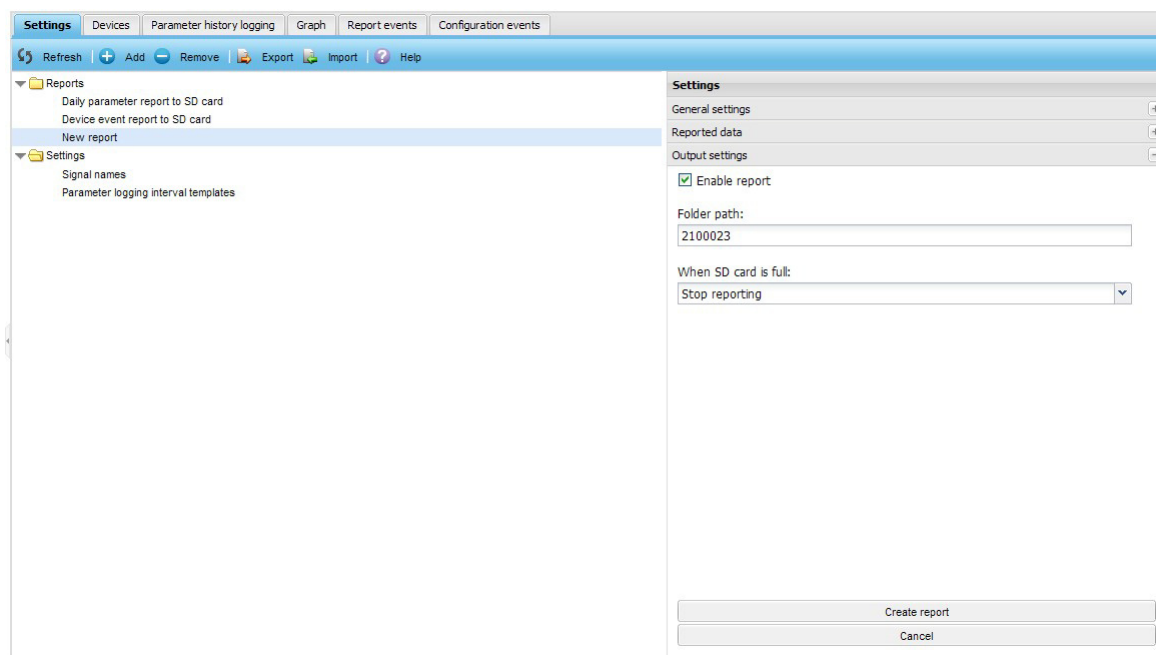 Settings Devices Parameter history logging Graph Report events Configuration events
Refresh Add Remove Export Import Help
Reports
Daily parameter report to SD card
Device event report to SD card
New report
Settings
Signal names
Parameter logging interval templates
Settings
General settings
Reported data
Output settings
Enable report
Folder path:
2100023
When SD card is full:
Stop reporting
Create report
Cancel